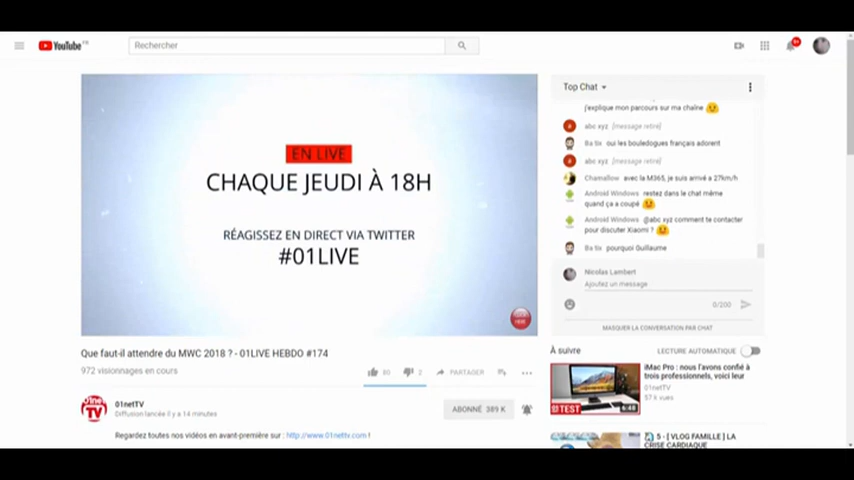 YouTube FR
Rechercher
9+
EN LIVE
CHAQUE JEUDI À 18H
RÉAGISSEZ EN DIRECT VIA TWITTER
#01LIVE
Top Chat
j'explique mon parcours sur ma chaîne
abc xyz [message retiré]
Ba tix oui les bouledogues français adorent
abc xyz [message retiré]
Chamallow avec la M365, je suis arrivé a 27km/h
Android Windows restez dans le chat même
quand ça a coupé
Android Windows @abc xyz comment te contacter
pour discuter Xiaomi ?
Ba tix pourquoi Guillaume
Nicolas Lambert
Ajoutez un message
0/200
MASQUER LA CONVERSATION PAR CHAT
Que faut-il attendre du MWC 2018 ? - 01LIVE HEBDO #174
972 visionnages en cours
80
2
PARTAGER
01netTV
Diffusion lancée il y a 14 minutes
ABONNÉ 389 K
Regardez toutes nos vidéos en avant-première sur : http://www.01nettv.com !
À suivre
LECTURE AUTOMATIQUE
TEST
6:48
iMac Pro : nous l'avons confié à
trois professionnels, voici leur
01netTV
57 k vues
5 - [ VLOG FAMILLE ] LA
CRISE CARDIAQUE